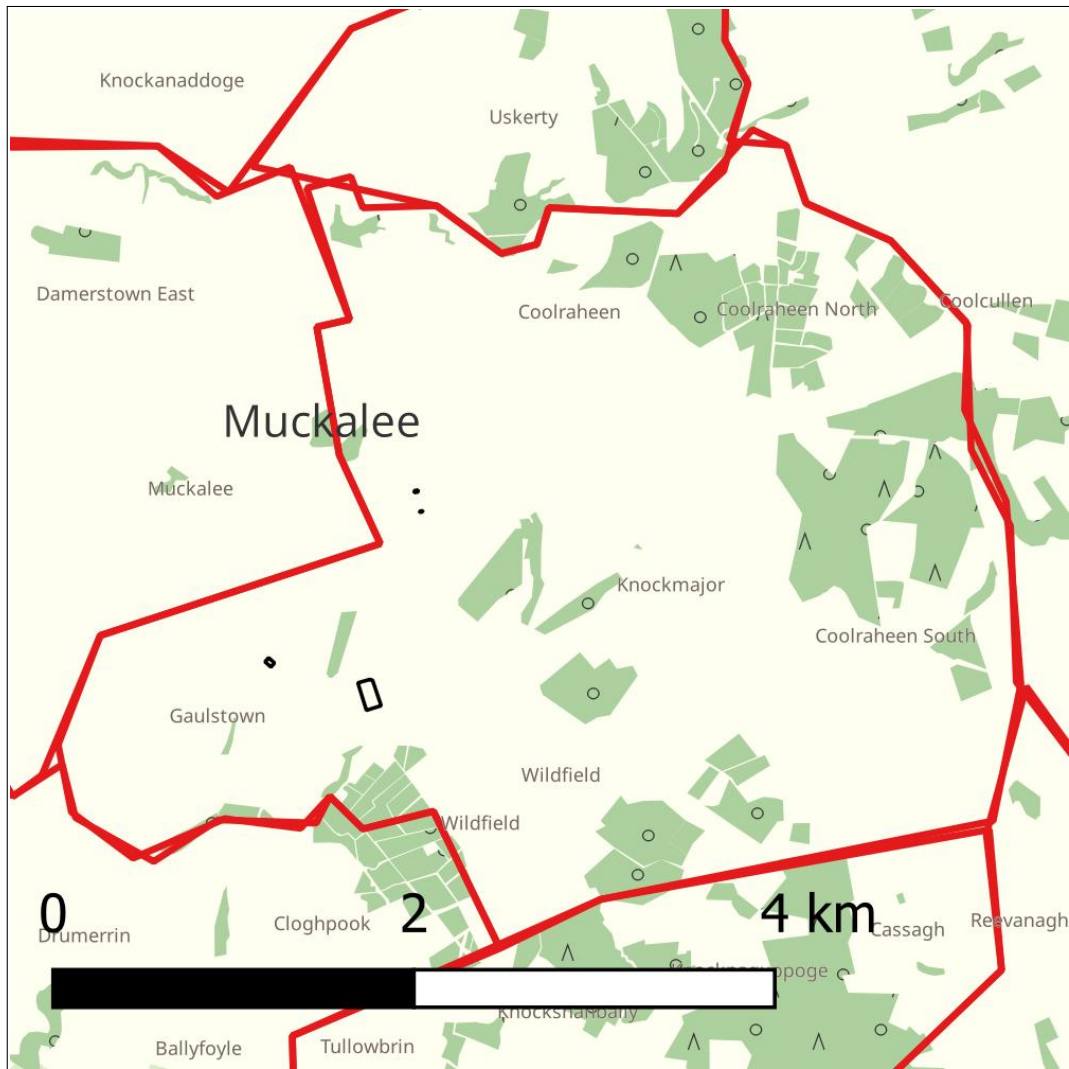 Knockanaddoge
Uskerty
Damerstown East
Coolraheen
Coolraheen North
Coolcullen
Muckalee
Muckalee
Knockmajor
Coolraheen South
Gaulstown
Wildfield
Wildfield
0
2
4 km
Drumerrin
Cloghpook
Cassagh
Reevanagh
Knockshanbally
Ballyfoyle
Tullowbrin